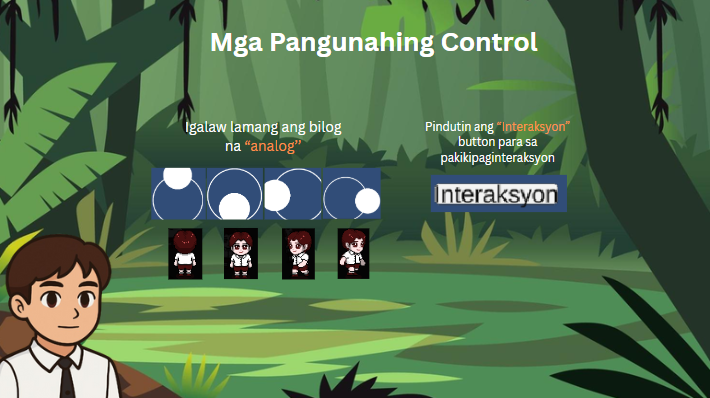 Mga Pangunahing Control
Igalaw lamang ang bilog
na “analog”
Pindutin ang “Interaksyon”
button para sa
pakikipaginteraksyon
Interaksyon